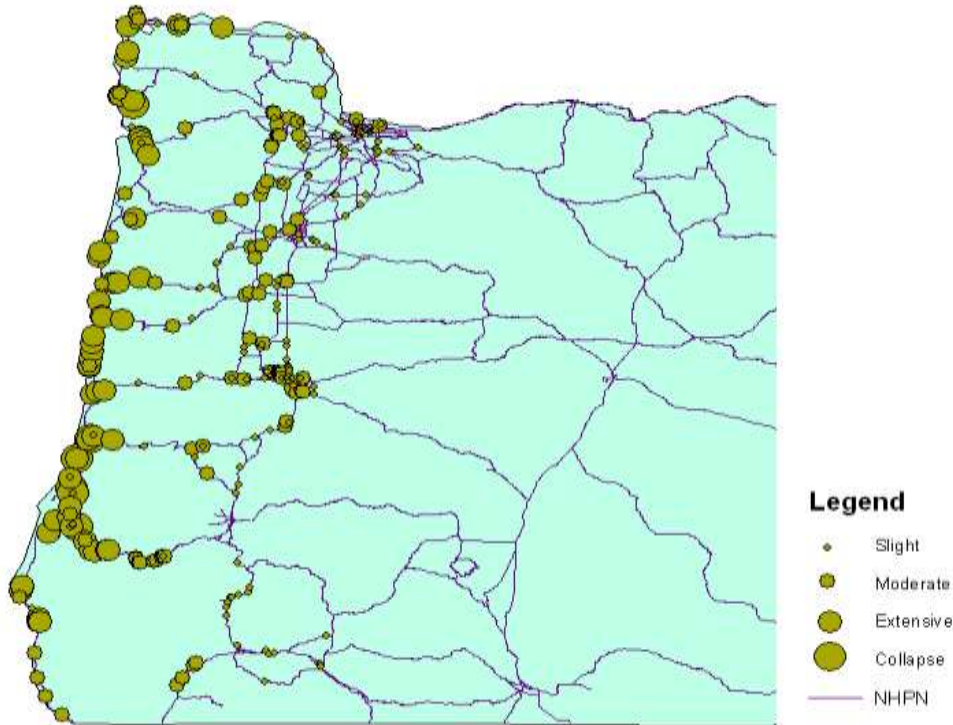 Legend
Slight
Moderate
Extensive
Collapse
NHPN